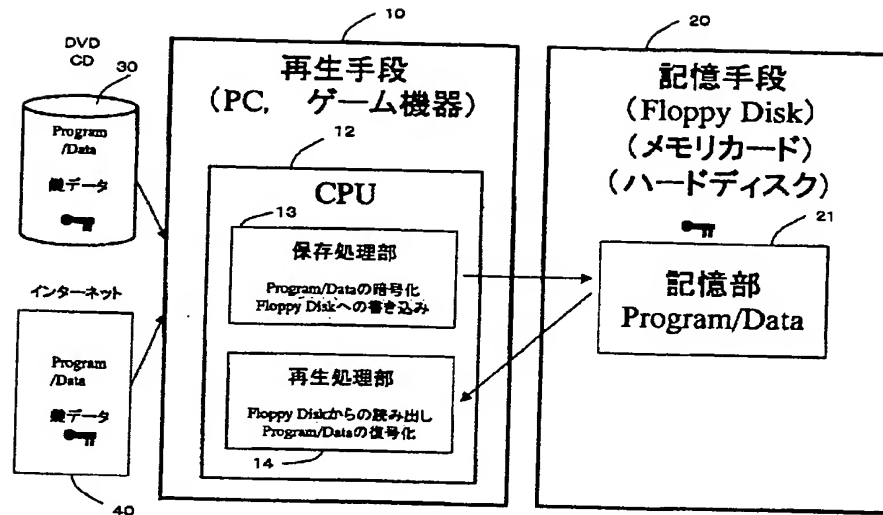 DVD
CD
30
Program
/Data
鍵データ
インターネット
Program
/Data
鍵データ
40
10
再生手段
（PC, ゲーム機器）
12
CPU
13
保存処理部
Program/Dataの暗号化
Floppy Diskへの書き込み
再生処理部
Floppy Diskからの読み出し
Program/Dataの復号化
14
20
記憶手段
（Floppy Disk）
（メモリカード）
（ハードディスク）
21
記憶部
Program/Data